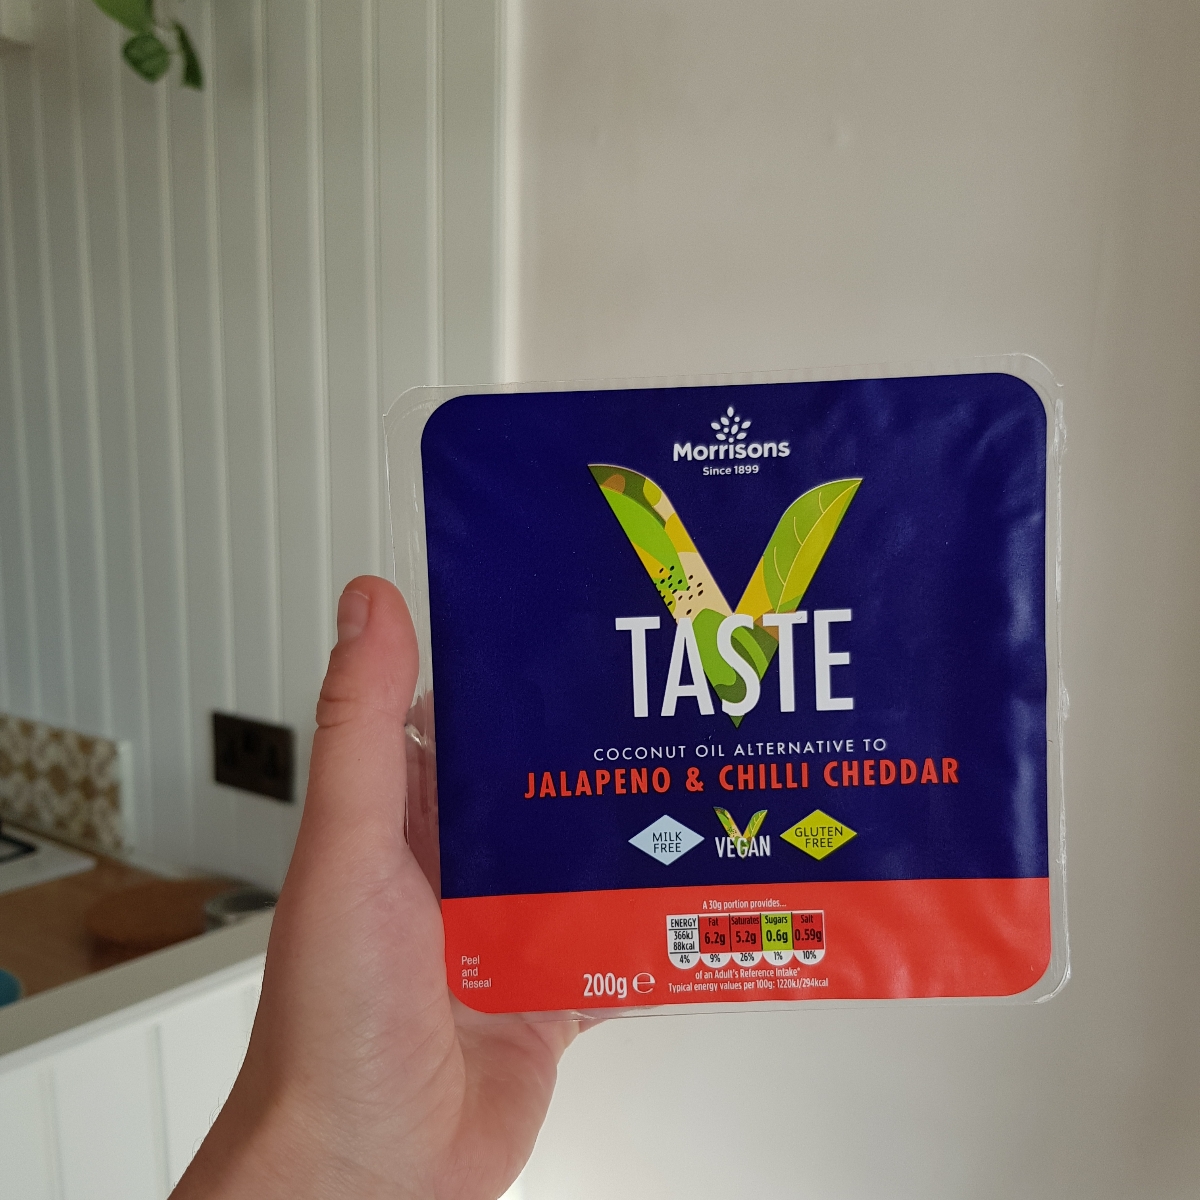 Morrisons
Since 1899
V
TASTE
COCONUT OIL ALTERNATIVE TO
JALAPENO & CHILLI CHEDDAR
MILK
FREE
VEGAN
GLUTEN
FREE
A 30g portion provides...
ENERGY Fat Saturates Sugars Salt
366kJ
88kcal 6.2g 5.2g 0.6g 0.59g
4% 9% 26% 1% 10%
of an Adult's Reference Intake*
Typical energy values per 100g: 1220kJ/294kcal
Peel
and
Reseal
200g e